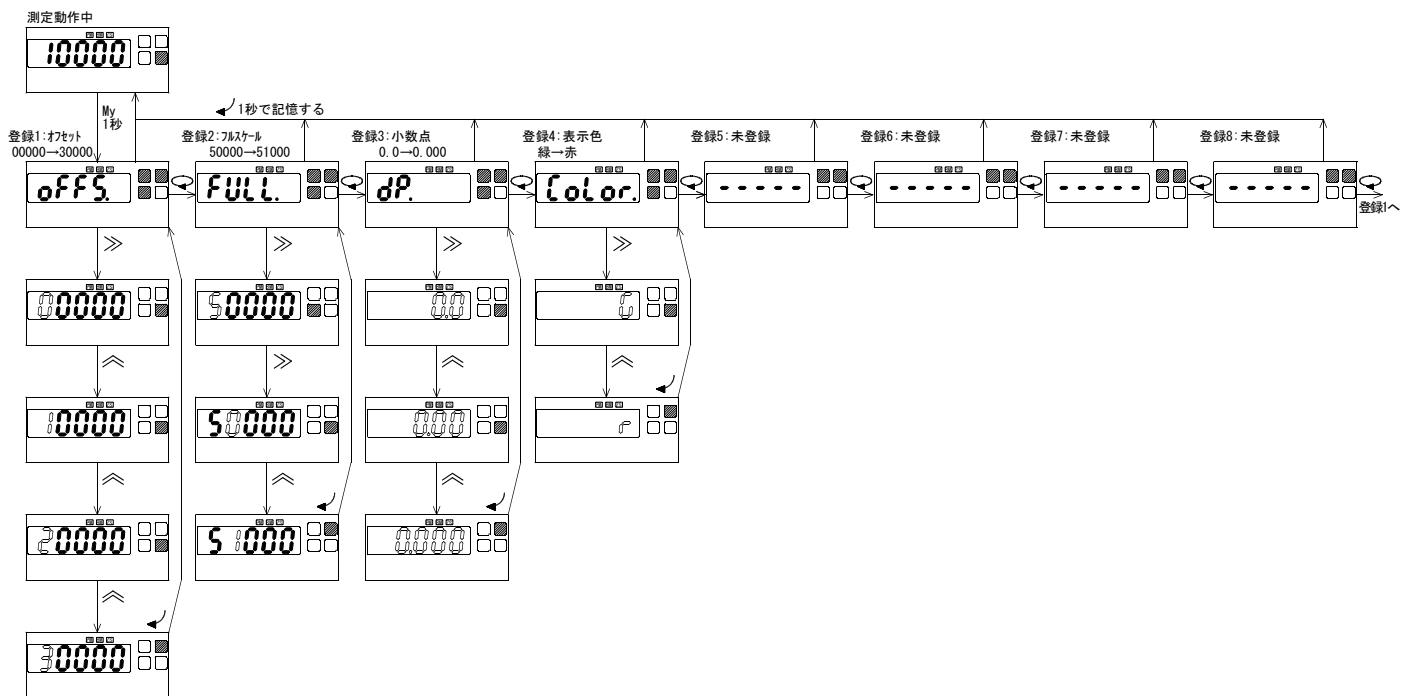 測定動作中
10000
My
1秒
1秒で記憶する
登録1:オフセット
00000→30000
登録2:フルスケール
50000→51000
登録3:小数点
0.0→0.000
登録4:表示色
緑→赤
登録5:未登録
登録6:未登録
登録7:未登録
登録8:未登録
oFFS.
FULL.
dP.
CoLor.
-----
-----
-----
-----
登録1へ
00000
50000
0.0
G
10000
50000
0.00
r
20000
51000
0.000
30000